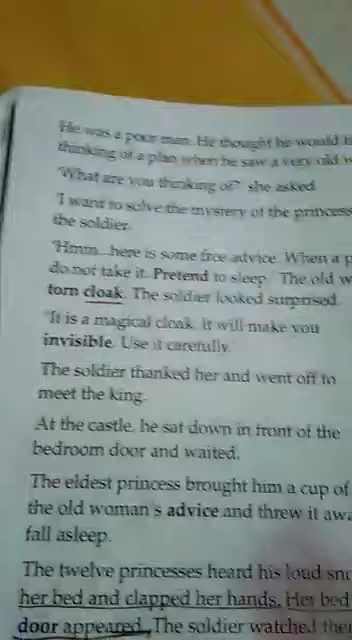 He was a poor man. He thought he would
thinking of a plan when he saw a very old
"What are you thinking of?" she asked.
"I want to solve the mystery of the princess
the soldier.
"Hmm...here is some free advice. When a
do not take it. Pretend to sleep. The old
torn cloak. The soldier looked surprised.
"It is a magical cloak. It will make you
invisible. Use it carefully.
The soldier thanked her and went off to
meet the king.
At the castle, he sat down in front of the
bedroom door and waited.
The eldest princess brought him a cup of
the old woman's advice and threw it
fall asleep.
The twelve princesses heard his loud
her bed and clapped her hands. Her bed
door appeared. The soldier watched